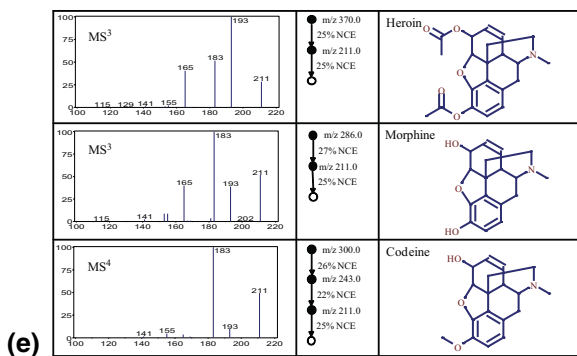 MS3
100
75
50
25
0
193
183
165
211
115 129 141 155
100 120 140 160 180 200 220
m/z 370.0
25% NCE
m/z 211.0
25% NCE
Heroin
O
O
N
O
O
O
MS3
100
75
50
25
0
183
165
193
211
115 141 202
100 120 140 160 180 200 220
m/z 286.0
27% NCE
m/z 211.0
25% NCE
Morphine
HO
N
O
HO
MS4
100
75
50
25
0
183
211
141 155 193
100 120 140 160 180 200 220
m/z 300.0
26% NCE
m/z 243.0
22% NCE
m/z 211.0
25% NCE
Codeine
HO
N
O
O
(e)